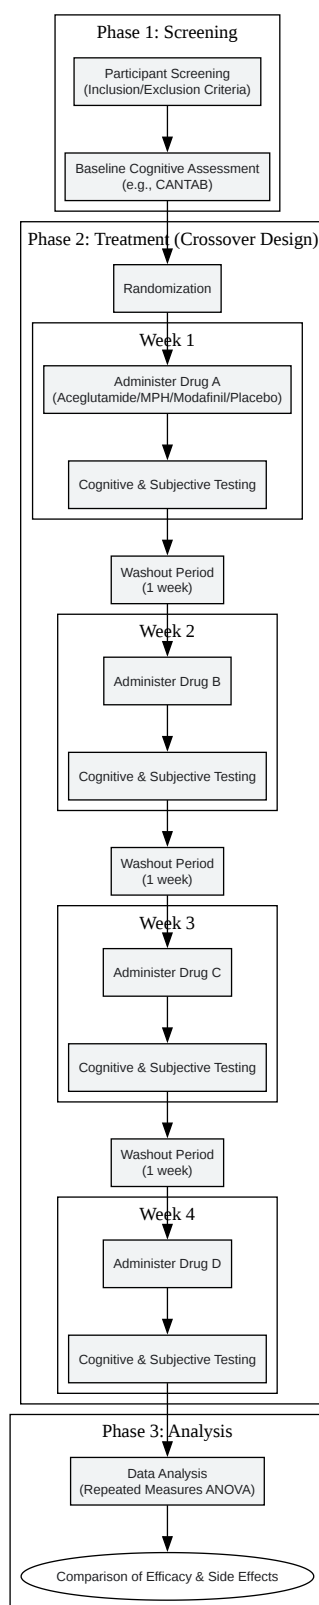 Phase 1: Screening
Participant Screening
(Inclusion/Exclusion Criteria)
Baseline Cognitive Assessment
(e.g., CANTAB)
Phase 2: Treatment (Crossover Design)
Randomization
Week 1
Administer Drug A
(Aceglutamide/MPH/Modafinil/Placebo)
Cognitive & Subjective Testing
Washout Period
(1 week)
Week 2
Administer Drug B
Cognitive & Subjective Testing
Washout Period
(1 week)
Week 3
Administer Drug C
Cognitive & Subjective Testing
Washout Period
(1 week)
Week 4
Administer Drug D
Cognitive & Subjective Testing
Phase 3: Analysis
Data Analysis
(Repeated Measures ANOVA)
Comparison of Efficacy & Side Effects